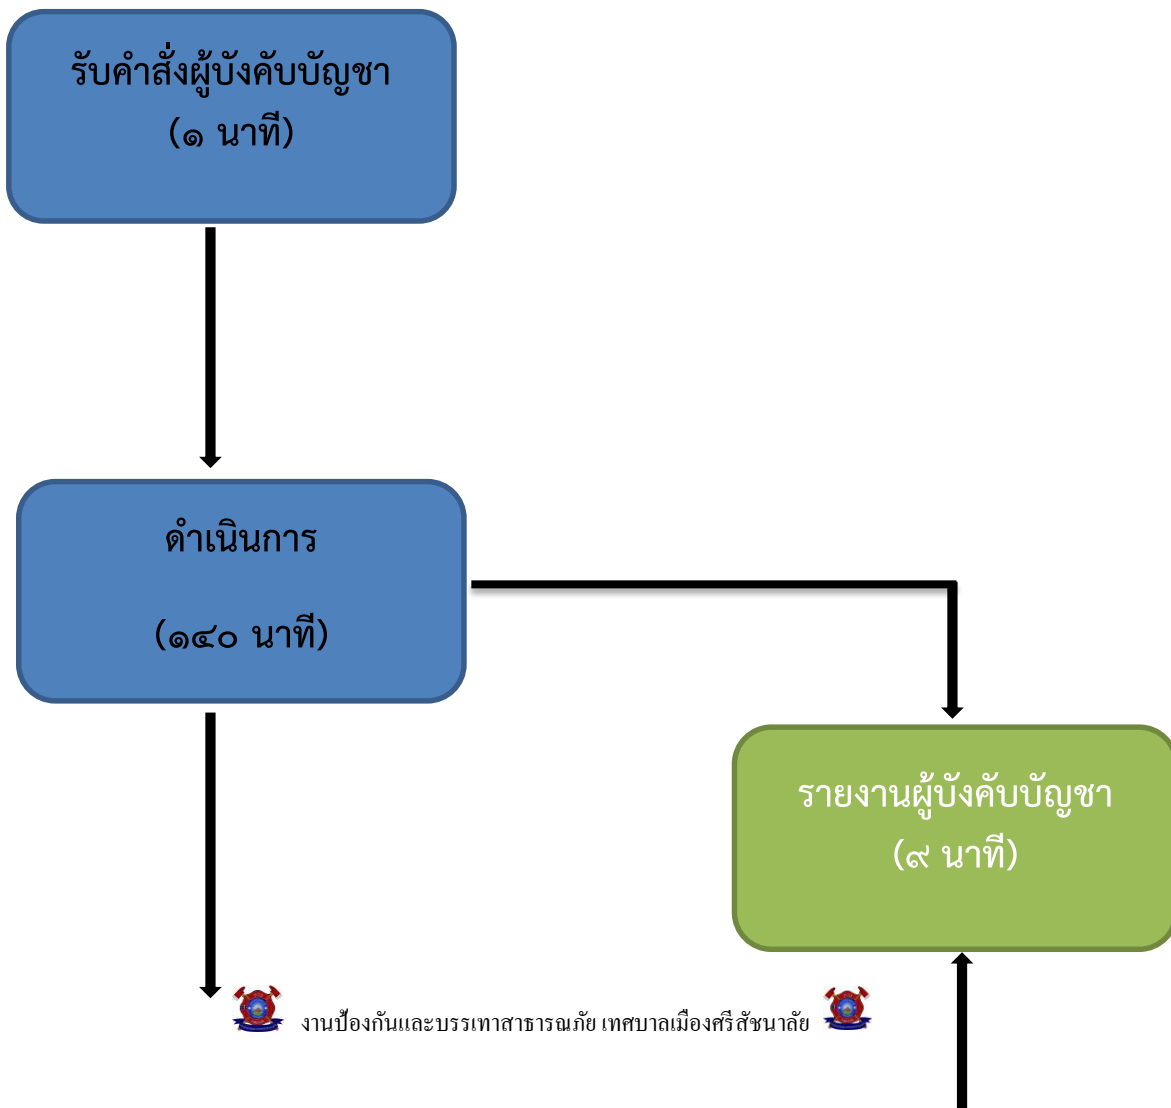 รับคำสั่งผู้บังคับบัญชา
(๑ นาที)
ดำเนินการ
(๑๔๐ นาที)
รายงานผู้บังคับบัญชา
(๙ นาที)
งานป้องกันและบรรเทาสาธารณภัย เทศบาลเมืองศรีสัชนาลัย